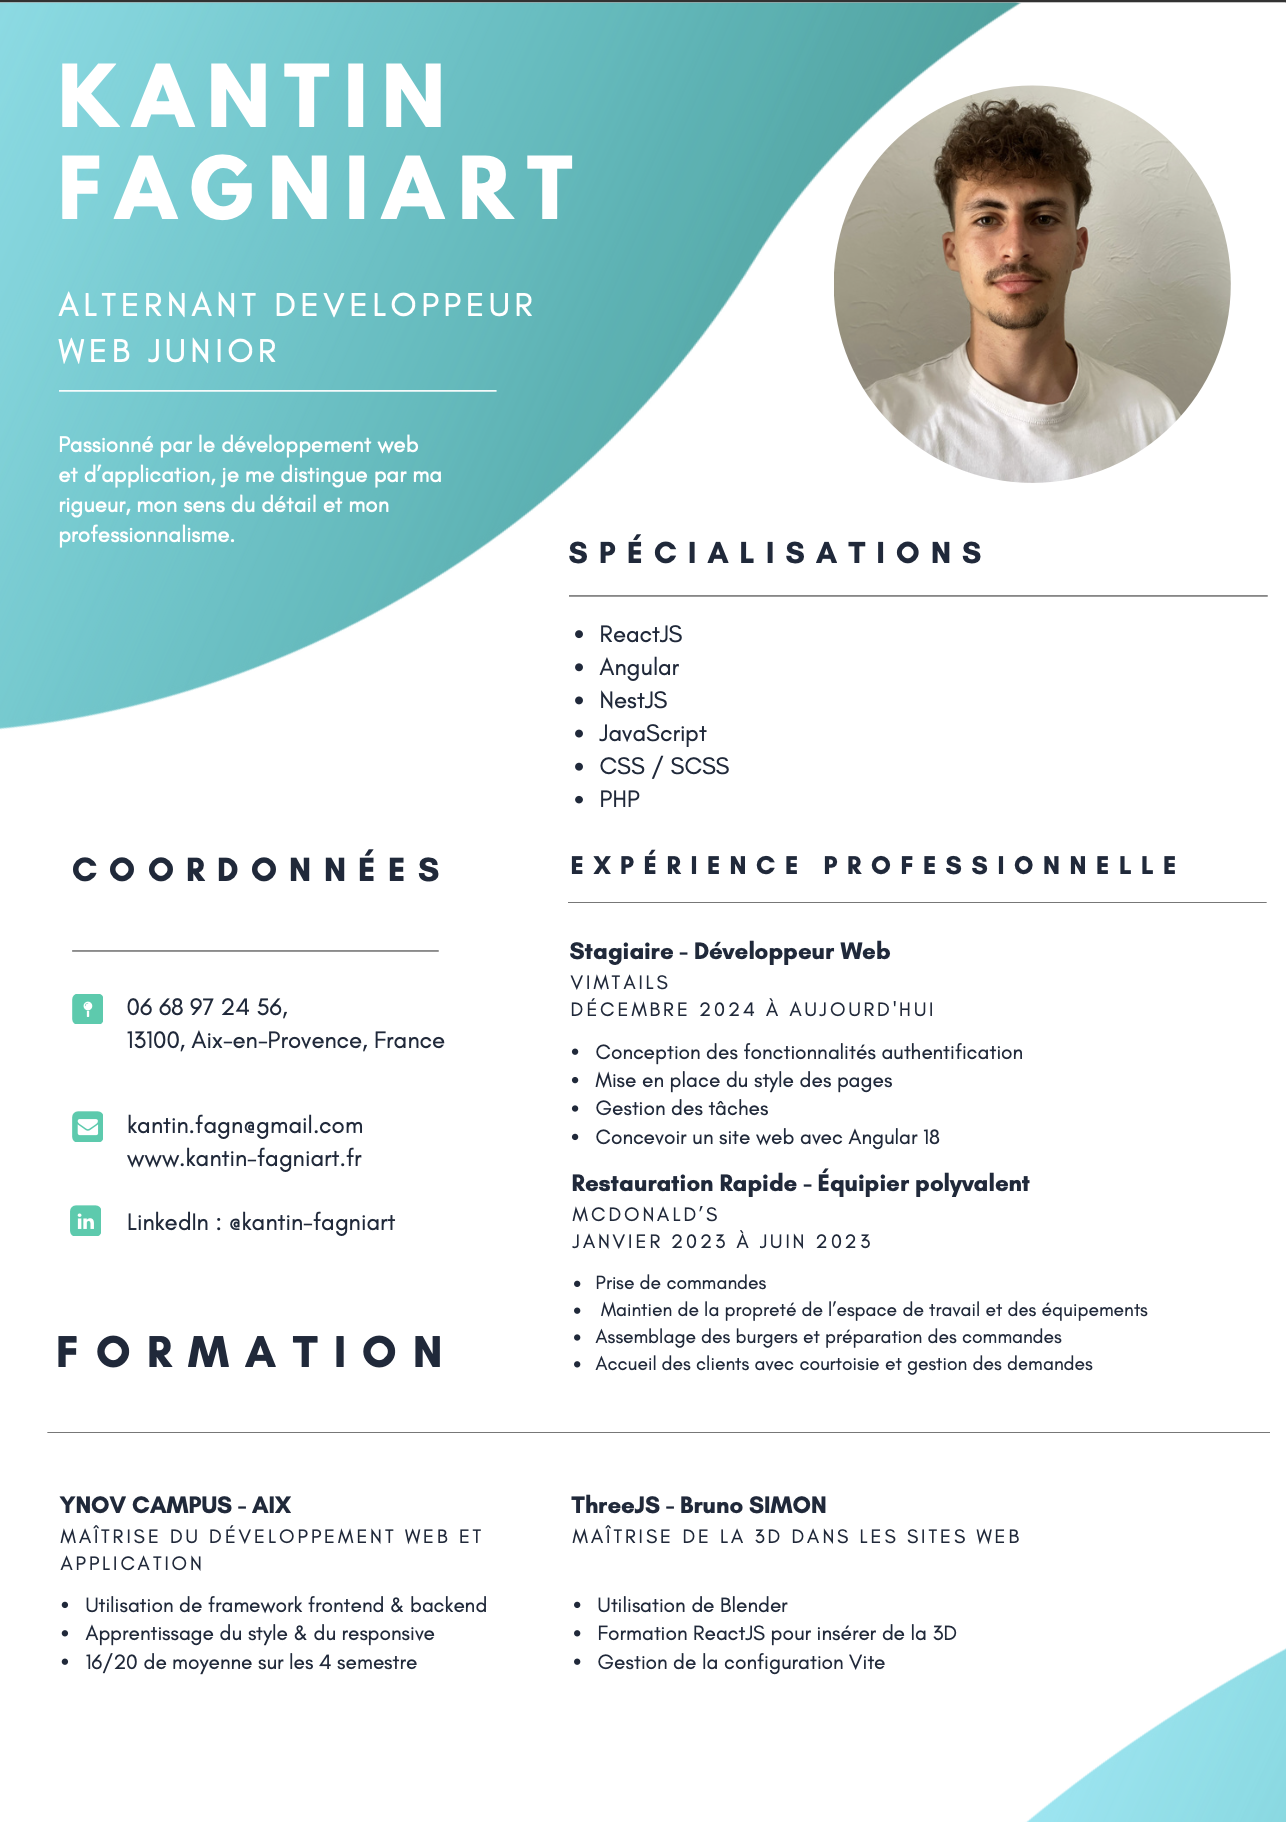 KANTIN
FAGNIART
ALTERNANT DEVELOPPEUR
WEB JUNIOR
Passionné par le développement web
et d’application, je me distingue par ma
rigueur, mon sens du détail et mon
professionnalisme.
SPÉCIALISATIONS
• ReactJS
• Angular
• NestJS
• JavaScript
• CSS / SCSS
• PHP
COORDONNÉES
06 68 97 24 56,
13100, Aix-en-Provence, France
kantin.fagn@gmail.com
www.kantin-fagniart.fr
in
LinkedIn : @kantin-fagniart
EXPÉRIENCE PROFESSIONNELLE
Stagiaire - Développeur Web
VIMTAILS
DÉCEMBRE 2024 À AUJOURD'HUI
• Conception des fonctionnalités authentification
• Mise en place du style des pages
• Gestion des tâches
• Concevoir un site web avec Angular 18
Restauration Rapide - Équipier polyvalent
MCDONALD’S
JANVIER 2023 À JUIN 2023
• Prise de commandes
• Maintien de la propreté de l’espace de travail et des équipements
• Assemblage des burgers et préparation des commandes
• Accueil des clients avec courtoisie et gestion des demandes
FORMATION
YNOV CAMPUS - AIX
MAÎTRISE DU DÉVELOPPEMENT WEB ET
APPLICATION
• Utilisation de framework frontend & backend
• Apprentissage du style & du responsive
• 16/20 de moyenne sur les 4 semestre
ThreeJS - Bruno SIMON
MAÎTRISE DE LA 3D DANS LES SITES WEB
• Utilisation de Blender
• Formation ReactJS pour insérer de la 3D
• Gestion de la configuration Vite